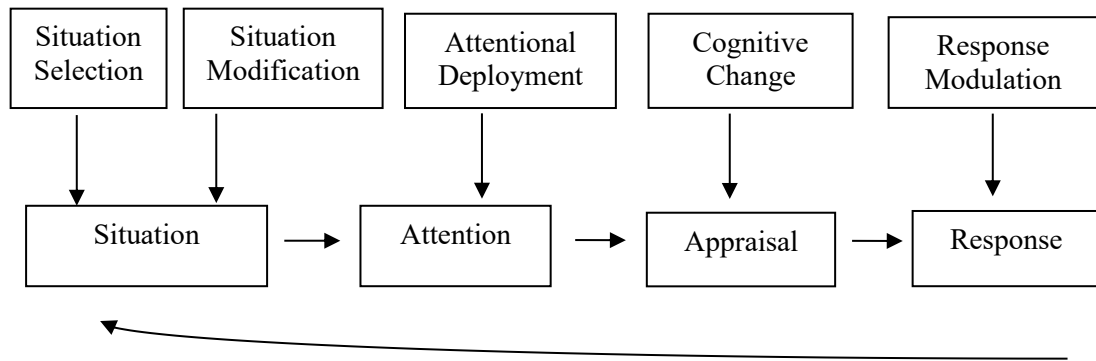 Situation
Selection
Situation
Modification
Attentional
Deployment
Cognitive
Change
Response
Modulation
Situation
Attention
Appraisal
Response